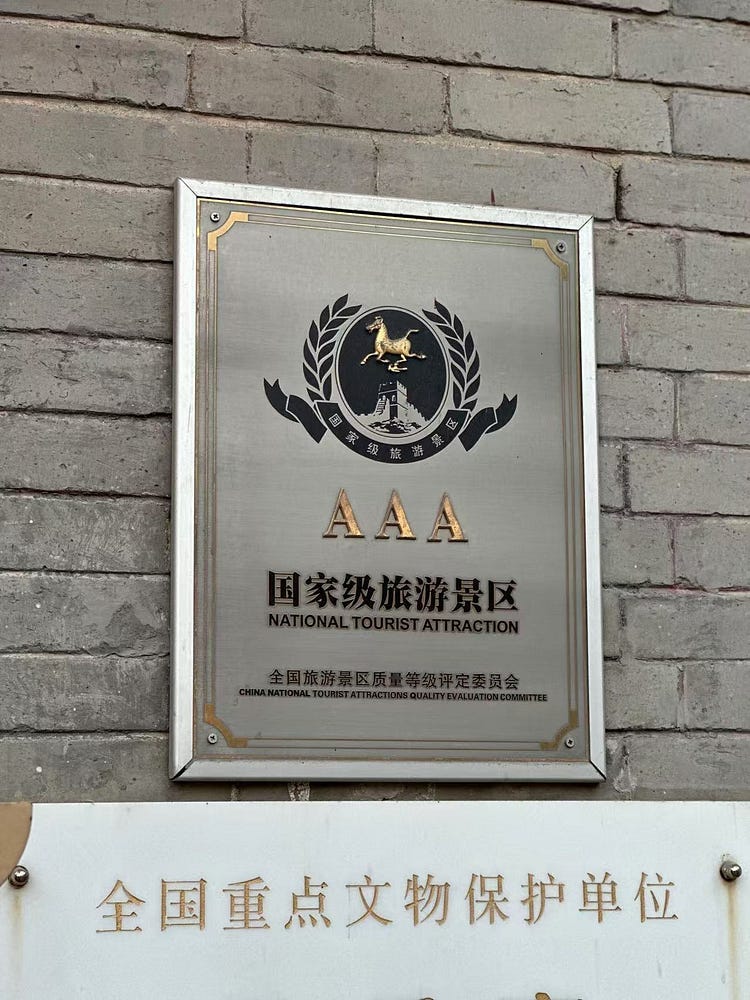 国家级旅游景区
AAA
国家级旅游景区
NATIONAL TOURIST ATTRACTION
全国旅游景区质量等级评定委员会
CHINA NATIONAL TOURIST ATTRACTIONS QUALITY EVALUATION COMMITTEE
全国重点文物保护单位